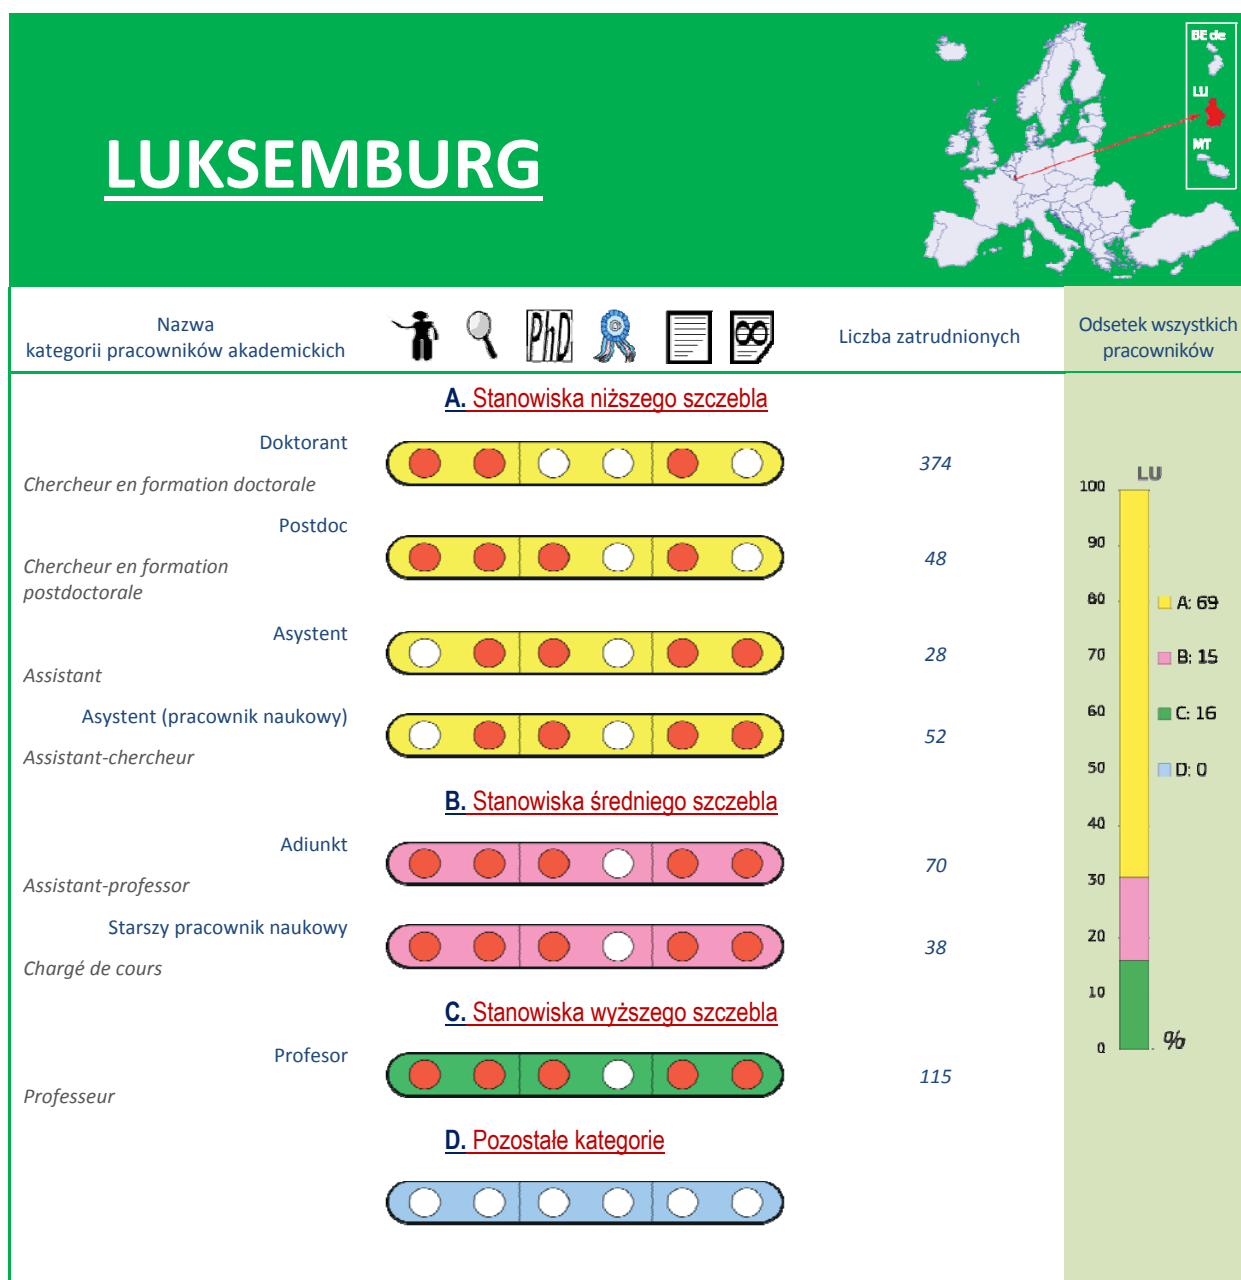 BE de
LU
MT
LUKSEMBURG
Nazwa
kategorii pracowników akademickich
PhD
8
Liczba zatrudnionych
Odsetek wszystkich
pracowników
A. Stanowiska niższego szczebla
Doktorant
Chercheur en formation doctorale
374
Postdoc
Chercheur en formation
postdoctorale
48
Asystent
Assistant
28
Asystent (pracownik naukowy)
Assistant-chercheur
52
B. Stanowiska średniego szczebla
Adiunkt
Assistant-professor
70
Starszy pracownik naukowy
Chargé de cours
38
C. Stanowiska wyższego szczebla
Profesor
Professeur
115
D. Pozostałe kategorie
LU
100
90
80
70
60
50
40
30
20
10
0
%
A: 69
B: 15
C: 16
D: 0